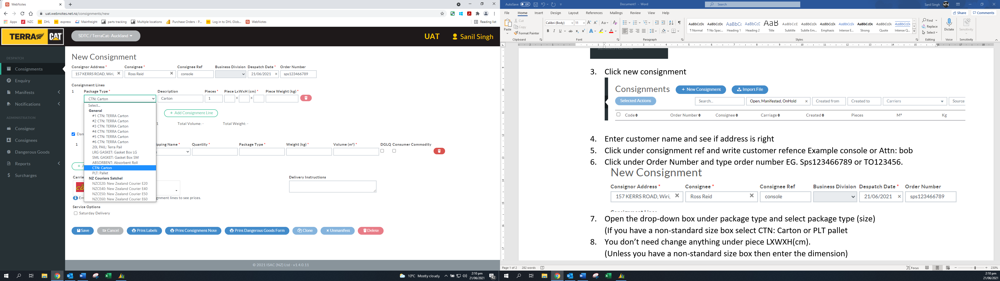 WebNotes
uat.webnotes.net.nz/consignments/new
Apps NZC DHL express Mainfreight parts tracking Multiple locations Purchase Orders - P... Log in to DHL Glob... WebNotes Reading list
TERRA CAT SDTC / TerraCat- Auckland UAT Sanil Singh
DESPATCH
Consignments
Enquiry
Manifests
Notifications
ADMINISTRATION
Consignor
Consignees
Dangerous Goods
Reports
Surcharges
New Consignment
Consignor Address * Consignee * Consignee Ref Business Division Despatch Date * Order Number
157 KERRS ROAD, Wiri, Ross Reid console 21/06/2021 sps123466789
Consignment Lines
1 Package Type * Description Pieces * Piece LxWxH (cm) * Piece Weight (kg) *
CTN: Carton Carton 1 x x
Select...
General
#1 CTN: TERRA Carton
#2 CTN: TERRA Carton
#3 CTN: TERRA Carton
#4 CTN: TERRA Carton
#5 CTN: TERRA Carton
#6 CTN: TERRA Carton
20L PAIL: Terra Pail
LRG GASKET: Gasket Box LG
SML GASKET: Gasket Box SM
ABSORBENT: Absorbent Roll
CTN: Carton
PLT: Pallet
NZ Couriers Satchel
NZCE20: New Zealand Courier E20
NZCE40: New Zealand Courier E40
NZCE50: New Zealand Courier E50
NZCE60: New Zealand Courier E60
+ Add Consignment Line
1 Total Volume: - Total Weight: -
Dan
1 ipping Name * Quantity * Package Type * Weight (kg) * Volume (m³) * DGLQ Consumer Commodity
+ A
Carrie Delivery Instructions
CO
Ent gnment lines to see prices.
Service Options
Saturday Delivery
Save Cancel Print Labels Print Consignment Note Print Dangerous Goods Form Clone Unmanifest Delete
© 2021 ISAC (NZ) Ltd - v1.4.0.11
10°C Mostly cloudy 2:10 pm
21/06/2021 42
AutoSave Off Document1 - Word Search Sanil Singh
File Home Insert Design Layout References Mailings Review View Help Share Comments
Paste Cut
Copy
Format Painter
Calibri (Body) 11
AaBbCcDc AaBbCcDc AaBbCc AaBbCcC AaB AaBbCcC AaBbCcDc AaBbCcDc AaBbCcDc AaBbCcDc AaBbCcDc AaBbCcDc
¶ Normal ¶ No Spac... Heading 1 Heading 2 Title Subtitle Subtle Em... Emphasis Intense E... Strong Quote Intense Q...
Find
Replace
Select
Dictate
Sensitivity
Clipboard Font Paragraph Styles Editing Voice Sensitivity
ADMINISTRATION
3. Click new consignment
Consignments + New Consignment Import File
Selected Actions Search... Open, Manifested, OnHold Created from Created to Carriers Source
Code Order Number Consignee Carriage Created Pieces M³ Kg
4. Enter customer name and see if address is right
5. Click under consignment ref and write customer refence Example console or Attn: bob
6. Click under Order Number and type order number EG. Sps123466789 or TO123456.
New Consignment
Consignor Address * Consignee * Consignee Ref Business Division Despatch Date * Order Number
157 KERRS ROAD, Wiri, Ross Reid console 21/06/2021 sps123466789
7. Open the drop-down box under package type and select package type (size)
(If you have a non-standard size box select CTN: Carton or PLT pallet
8. You don’t need change anything under piece LXWXH(cm).
(Unless you have a non-standard size box then enter the dimension)
Page 1 of 2 282 words Focus 230%
2:10 pm
21/06/2021